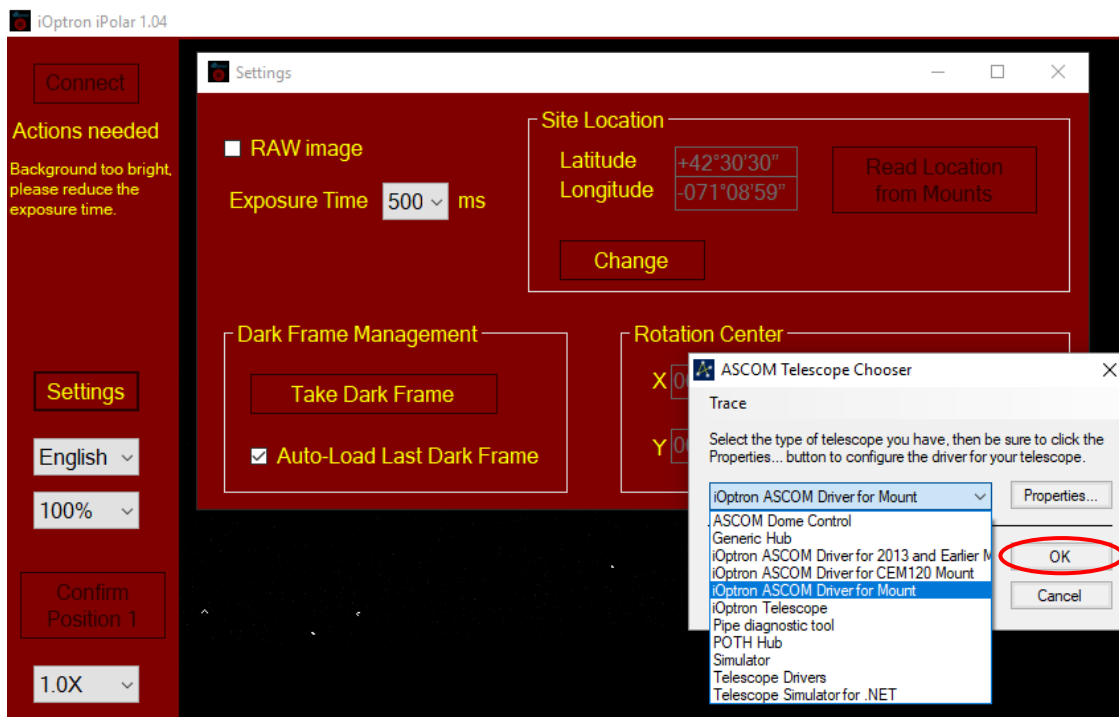 iOptron iPolar 1.04
Connect
Actions needed
Background too bright,
please reduce the
exposure time.
Settings
English
100%
Confirm
Position 1
1.0X
Settings
RAW image
Exposure Time 500 ms
Site Location
Latitude +42°30'30"
Longitude -071°08'59"
Read Location
from Mounts
Change
Dark Frame Management
Take Dark Frame
Auto-Load Last Dark Frame
Rotation Center
X
Y
ASCOM Telescope Chooser
Trace
Select the type of telescope you have, then be sure to click the
Properties... button to configure the driver for your telescope.
iOptron ASCOM Driver for Mount
Properties...
ASCOM Dome Control
Generic Hub
iOptron ASCOM Driver for 2013 and Earlier M
iOptron ASCOM Driver for CEM120 Mount
iOptron ASCOM Driver for Mount
iOptron Telescope
Pipe diagnostic tool
POTH Hub
Simulator
Telescope Drivers
Telescope Simulator for .NET
OK
Cancel